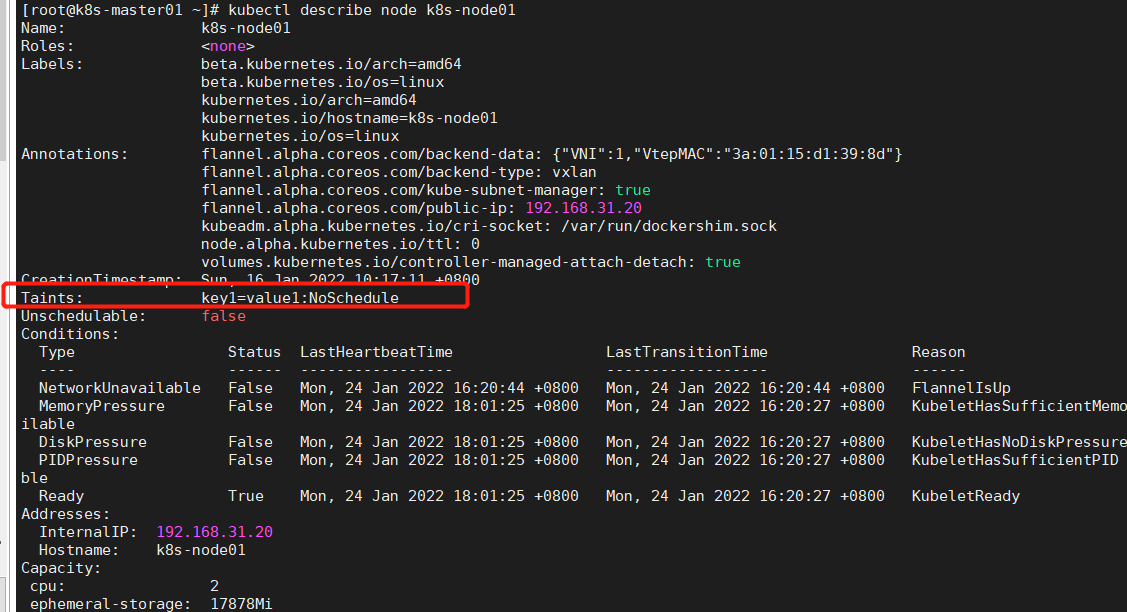 [root@k8s-master01 ~]# kubectl describe node k8s-node01
Name:               k8s-node01
Roles:              <none>
Labels:             beta.kubernetes.io/arch=amd64
                    beta.kubernetes.io/os=linux
                    kubernetes.io/arch=amd64
                    kubernetes.io/hostname=k8s-node01
                    kubernetes.io/os=linux
Annotations:        flannel.alpha.coreos.com/backend-data: {"VNI":1,"VtepMAC":"3a:01:15:d1:39:8d"}
                    flannel.alpha.coreos.com/backend-type: vxlan
                    flannel.alpha.coreos.com/kube-subnet-manager: true
                    flannel.alpha.coreos.com/public-ip: 192.168.31.20
                    kubeadm.alpha.kubernetes.io/cri-socket: /var/run/dockershim.sock
                    node.alpha.kubernetes.io/ttl: 0
                    volumes.kubernetes.io/controller-managed-attach-detach: true
CreationTimestamp:  Sun, 16 Jan 2022 10:17:11 +0800
Taints:             key1=value1:NoSchedule
Unschedulable:      false
Conditions:
  Type                 Status  LastHeartbeatTime                 LastTransitionTime                Reason
  ----                 ------  -----------------                 ------------------                ------
  NetworkUnavailable   False   Mon, 24 Jan 2022 16:20:44 +0800   Mon, 24 Jan 2022 16:20:44 +0800   FlannelIsUp
  MemoryPressure       False   Mon, 24 Jan 2022 18:01:25 +0800   Mon, 24 Jan 2022 16:20:27 +0800   KubeletHasSufficientMemo
ilable
  DiskPressure         False   Mon, 24 Jan 2022 18:01:25 +0800   Mon, 24 Jan 2022 16:20:27 +0800   KubeletHasNoDiskPressure
  PIDPressure          False   Mon, 24 Jan 2022 18:01:25 +0800   Mon, 24 Jan 2022 16:20:27 +0800   KubeletHasSufficientPID
ble
  Ready                True    Mon, 24 Jan 2022 18:01:25 +0800   Mon, 24 Jan 2022 16:20:27 +0800   KubeletReady
Addresses:
  InternalIP:  192.168.31.20
  Hostname:    k8s-node01
Capacity:
 cpu:                2
 ephemeral-storage:  17878Mi